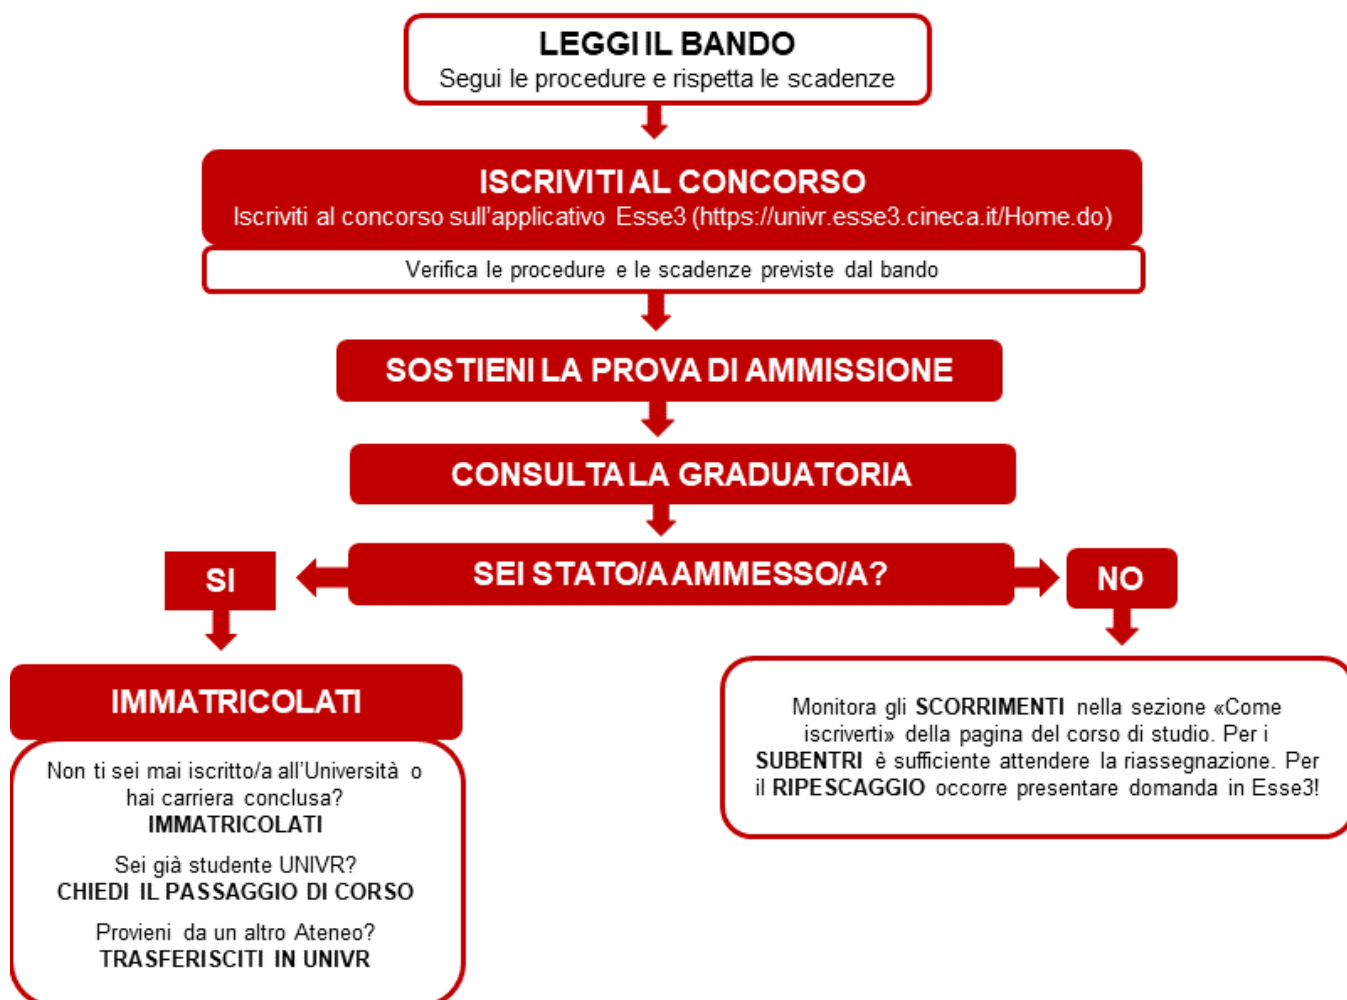 LEGGI IL BANDO
Segui le procedure e rispetta le scadenze
ISCRIVITI AL CONCORSO
Iscriviti al concorso sull'applicativo Esse3 (https://univr.esse3.cineca.it/Home.do)
Verifica le procedure e le scadenze previste dal bando
SOSTIENI LA PROVA DI AMMISSIONE
CONSULTA LA GRADUATORIA
SEI STATO/A AMMESSO/A?
SI
NO
IMMATRICOLATI
Non ti sei mai iscritto/a all'Università o
hai carriera conclusa?
IMMATRICOLATI
Sei già studente UNIVR?
CHIEDI IL PASSAGGIO DI CORSO
Provieni da un altro Ateneo?
TRASFERISCITI IN UNIVR
Monitora gli SCORRIMENTI nella sezione «Come
iscriverti» della pagina del corso di studio. Per i
SUBENTRI è sufficiente attendere la riassegnazione. Per
il RIPESCAGGIO occorre presentare domanda in Esse3!